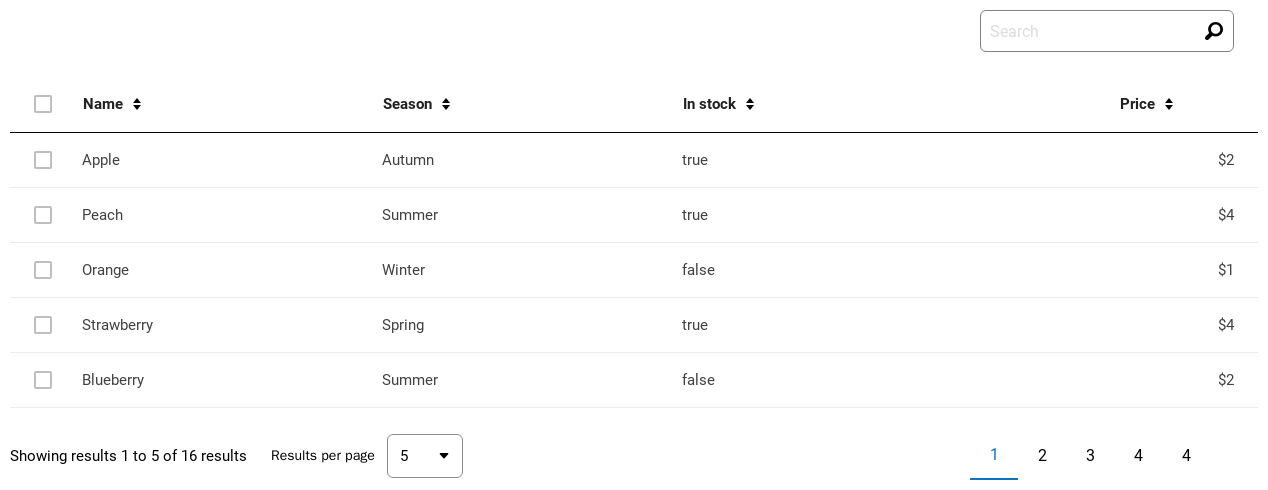 Search
Name Season In stock Price
Apple Autumn true $2
Peach Summer true $4
Orange Winter false $1
Strawberry Spring true $4
Blueberry Summer false $2
Showing results 1 to 5 of 16 results Results per page 5 1 2 3 4 4